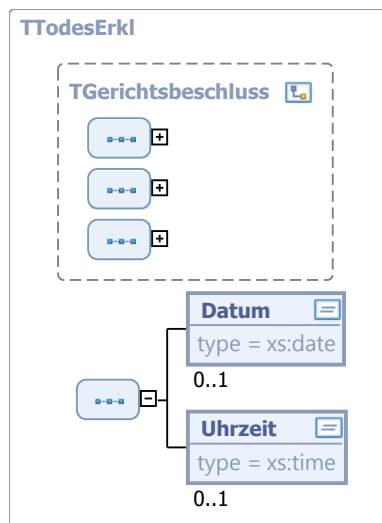 TTodesErkl
TGerichtsbeschluss
Datum
type = xs:date
0..1
Uhrzeit
type = xs:time
0..1